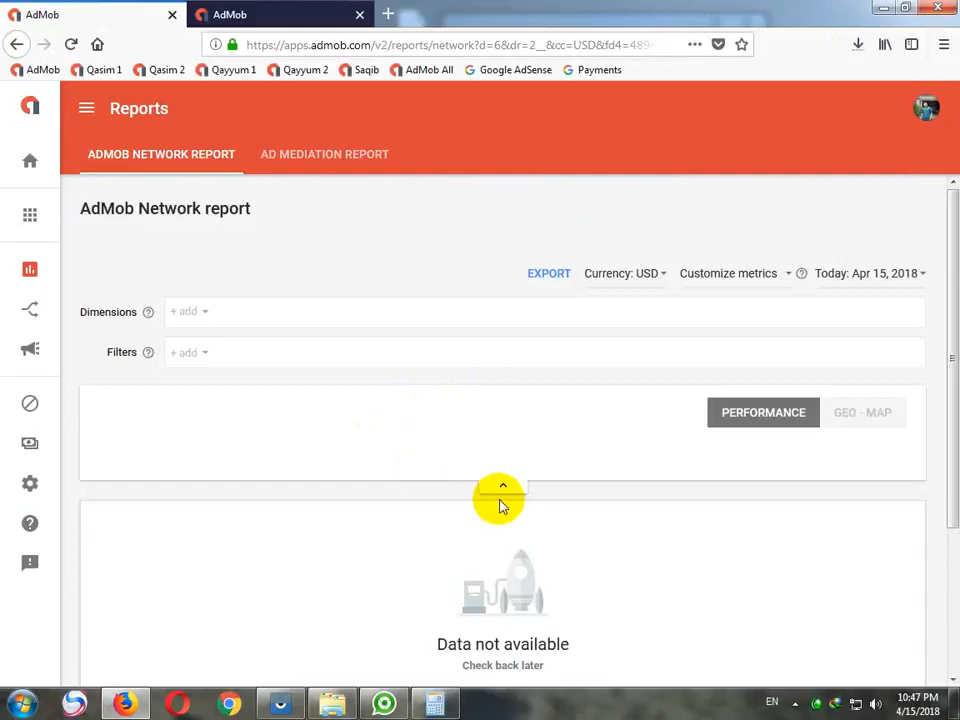 AdMob
AdMob
https://apps.admob.com/v2/reports/network?d=6&dr=2__&cc=USD&fd4=489
AdMob Qasim 1 Qasim 2 Qayyum 1 Qayyum 2 Saqib AdMob All Google AdSense Payments
Reports
ADMOB NETWORK REPORT AD MEDIATION REPORT
AdMob Network report
EXPORT Currency: USD Customize metrics Today: Apr 15, 2018
Dimensions + add
Filters + add
PERFORMANCE GEO - MAP
Data not available
Check back later
EN
10:47 PM
4/15/2018